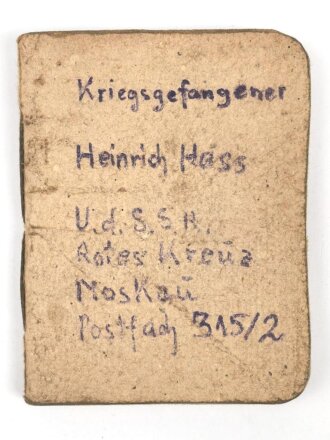 Kriegsgefangener
Heinrich Hass
U.d.S.S.R.
Rotes Kreuz
Moskau
Postfach 315/2